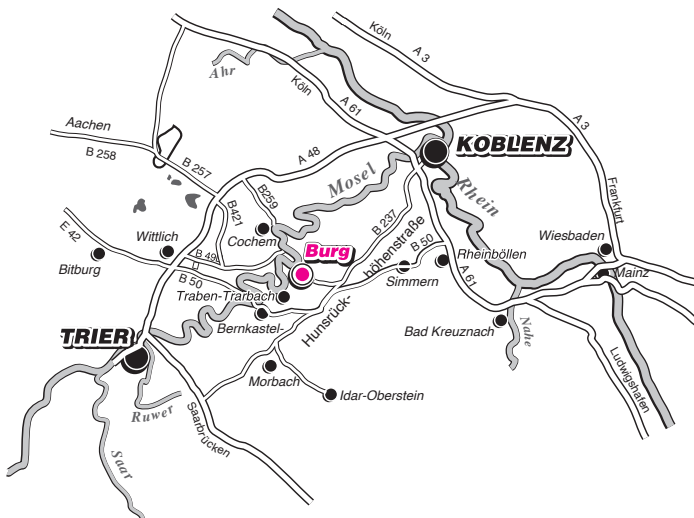 Köln
A 3
Ahr
Köln
A 61
A 3
Aachen
B 258
B 257
A 48
KOBLENZ
Mosel
Rhein
Frankfurt
B259
B421
B 237
E 42
Wittlich
Cochem
höhenstraße
B 50
Wiesbaden
B 49
Burg
Rheinböllen
Bitburg
B 50
Simmern
A 61
Mainz
Traben-Trarbach
Hunsrück-
Bernkastel-
Bad Kreuznach
Nahe
TRIER
Ludwigshafen
Morbach
Idar-Oberstein
Ruwer
Saarbrücken
Saar